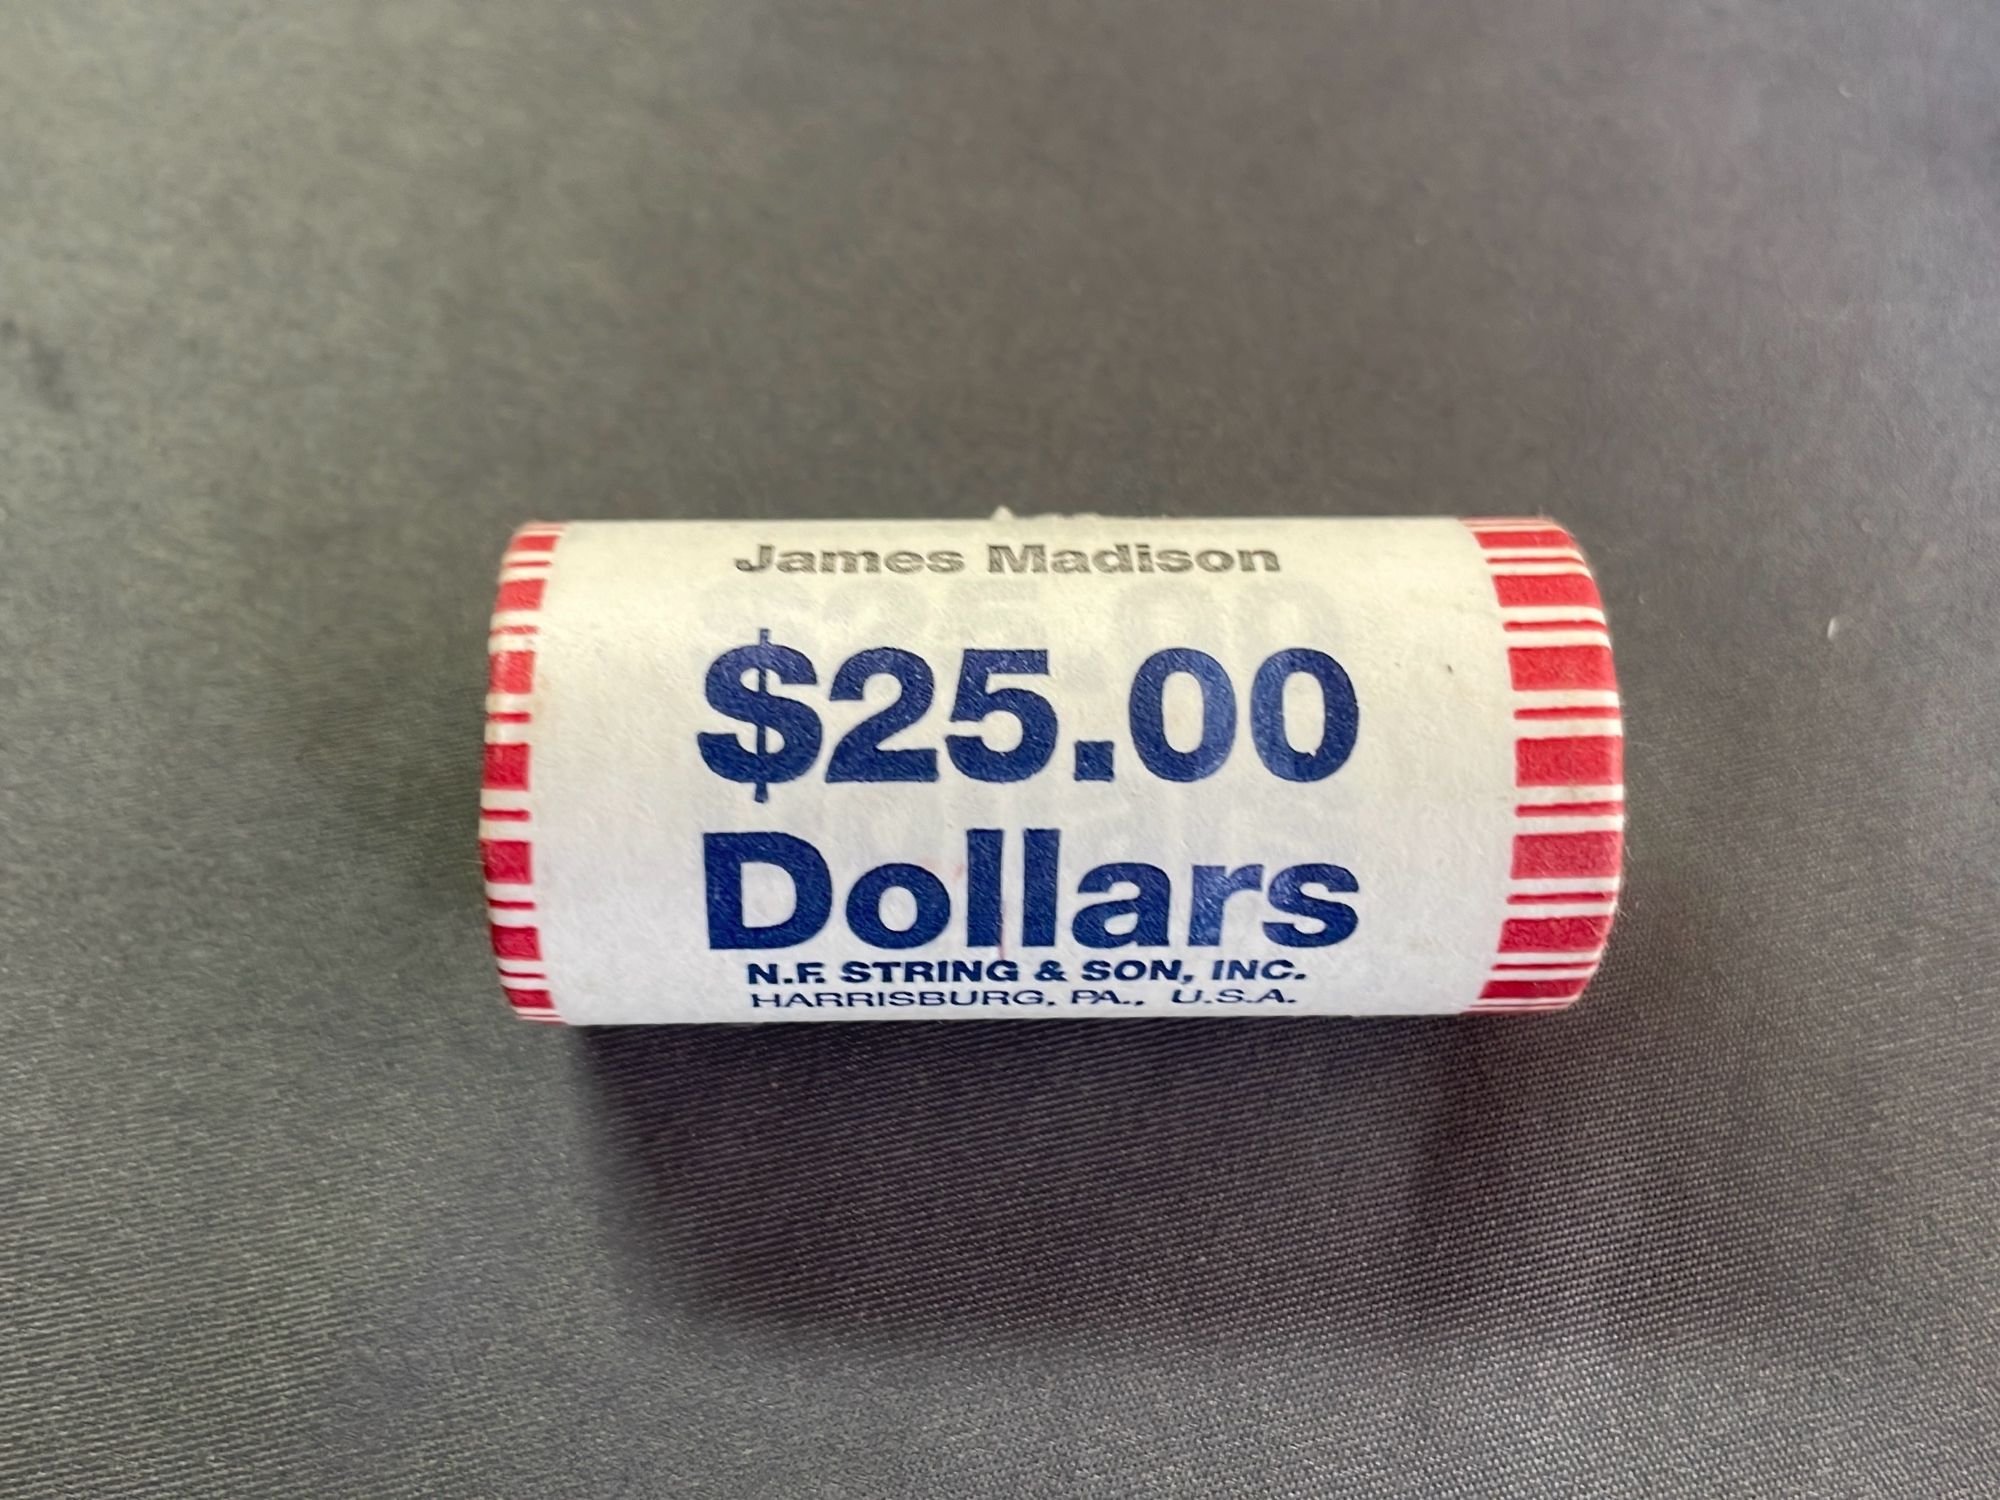 James Madison
$25.00
Dollars
N.F. STRING & SON, INC.
HARRISBURG, PA., U.S.A.